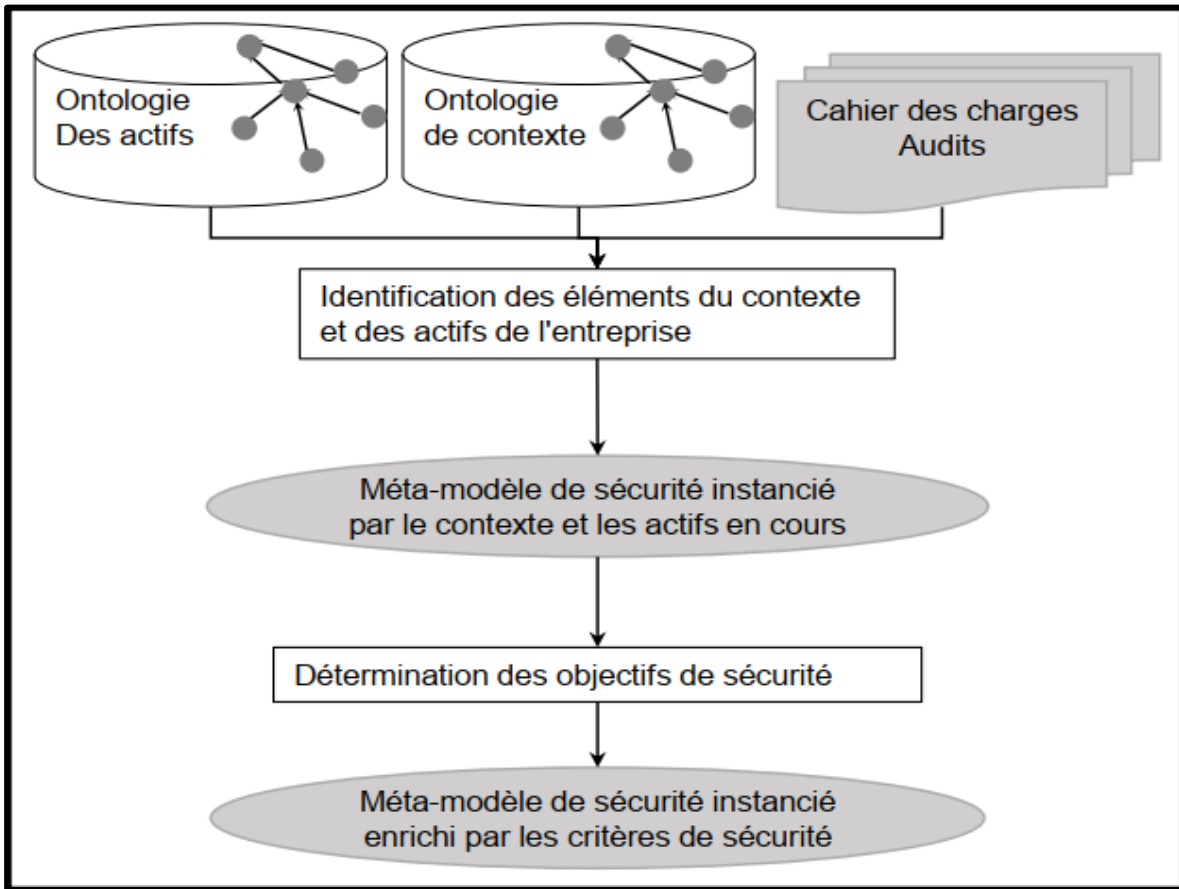 Ontologie
Des actifs
Ontologie
de contexte
Cahier des charges
Audits
Identification des éléments du contexte
et des actifs de l'entreprise
Méta-modèle de sécurité instancié
par le contexte et les actifs en cours
Détermination des objectifs de sécurité
Méta-modèle de sécurité instancié
enrichi par les critères de sécurité